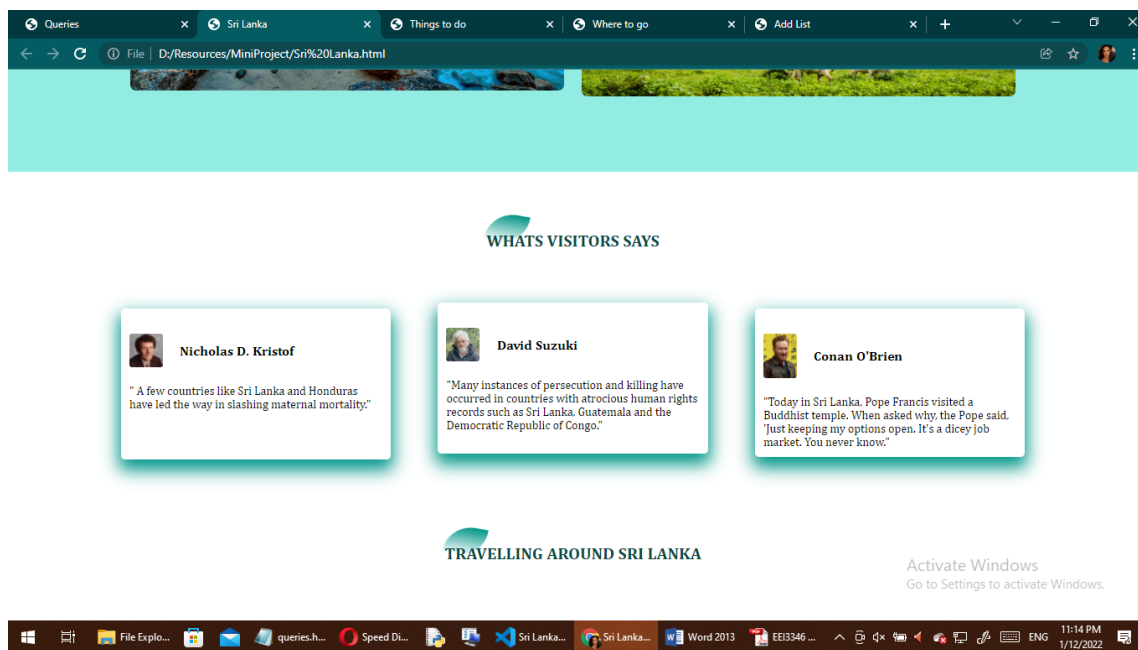 Queries
Sri Lanka
Things to do
Where to go
Add List
File | D:/Resources/MiniProject/Sri%20Lanka.html
WHATS VISITORS SAYS
Nicholas D. Kristof
" A few countries like Sri Lanka and Honduras
have led the way in slashing maternal mortality."
David Suzuki
"Many instances of persecution and killing have
occurred in countries with atrocious human rights
records such as Sri Lanka, Guatemala and the
Democratic Republic of Congo."
Conan O'Brien
"Today in Sri Lanka, Pope Francis visited a
Buddhist temple. When asked why, the Pope said,
'Just keeping my options open. It's a dicey job
market. You never know."
TRAVELLING AROUND SRI LANKA
Activate Windows
Go to Settings to activate Windows.
File Explo...
queries.h...
Speed Di...
Sri Lanka...
Sri Lanka...
Word 2013
EEI3346 ...
ENG
11:14 PM
1/12/2022